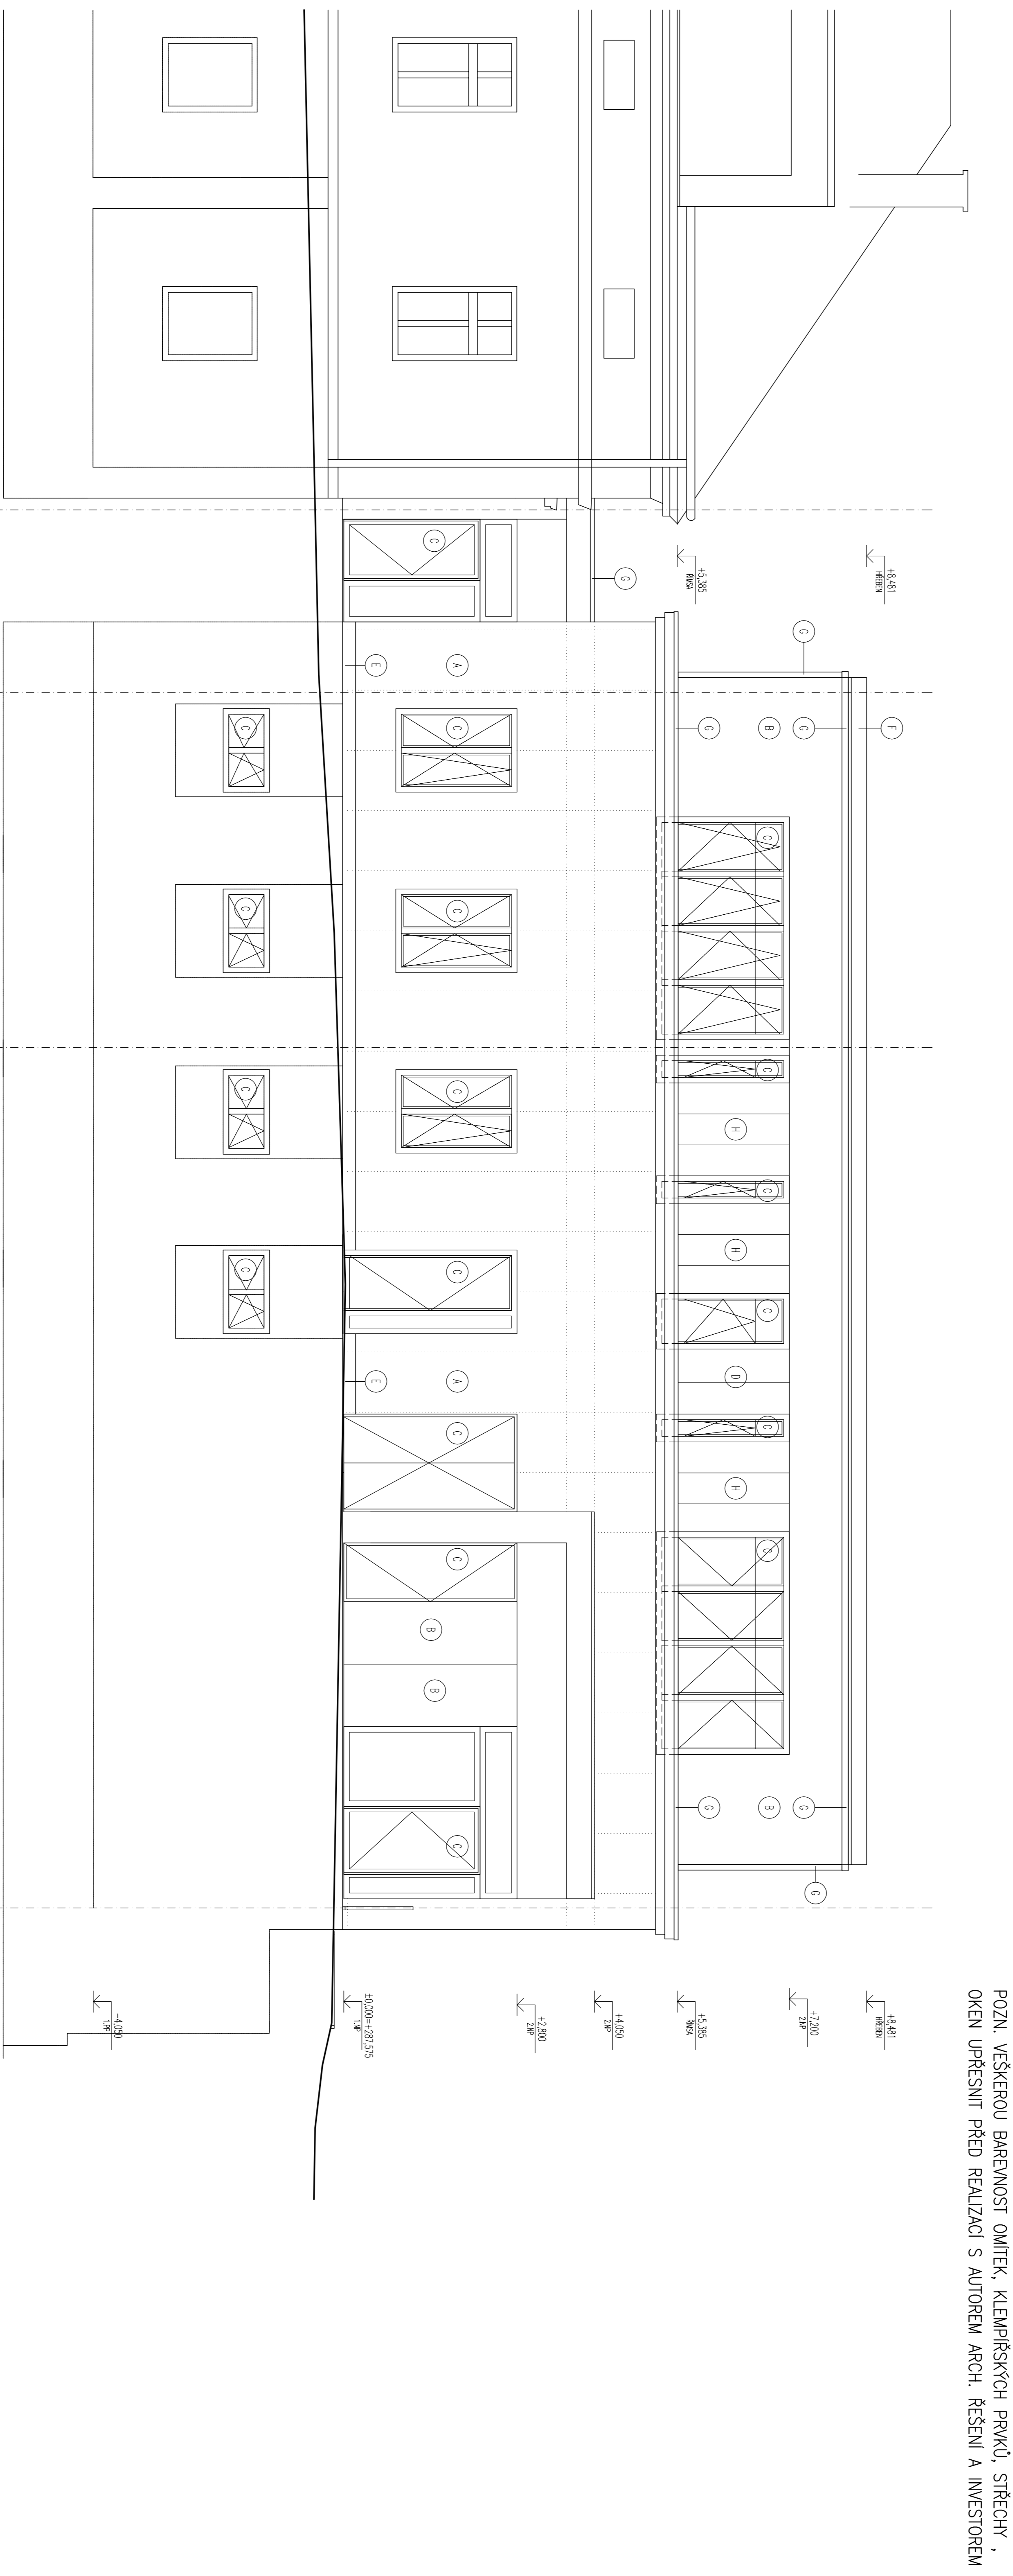 +8,481
HŘEBEN
+5,385
ŘÍMSA
G
F
G
B
G
G
C
C
H
C
H
C
D
C
H
C
G
B
G
G
C
A
E
C
C
C
C
A
E
C
C
B
B
C
C
C
C
C
+8,481
HŘEBEN
+7,200
2.NP
+5,385
ŘÍMSA
+4,050
2.NP
+2,800
2.NP
±0,000=+287,575
1.NP
-4,050
1.PP
POZN. VEŠKEROU BAREVNOST OMÍTEK, KLEMPÍŘSKÝCH PRVKŮ, STŘECHY ,
OKEN UPŘESNIT PŘED REALIZACÍ S AUTOREM ARCH. ŘEŠENÍ A INVESTOREM